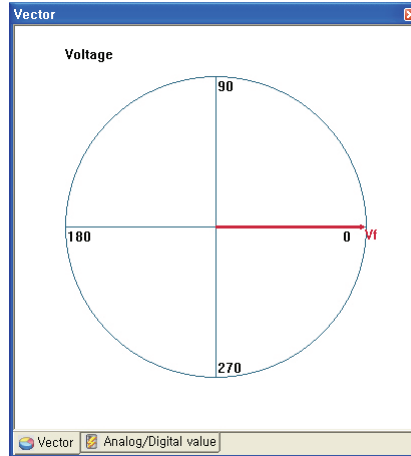 Vector
Voltage
90
180
0
Vf
270
Vector
Analog/Digital value